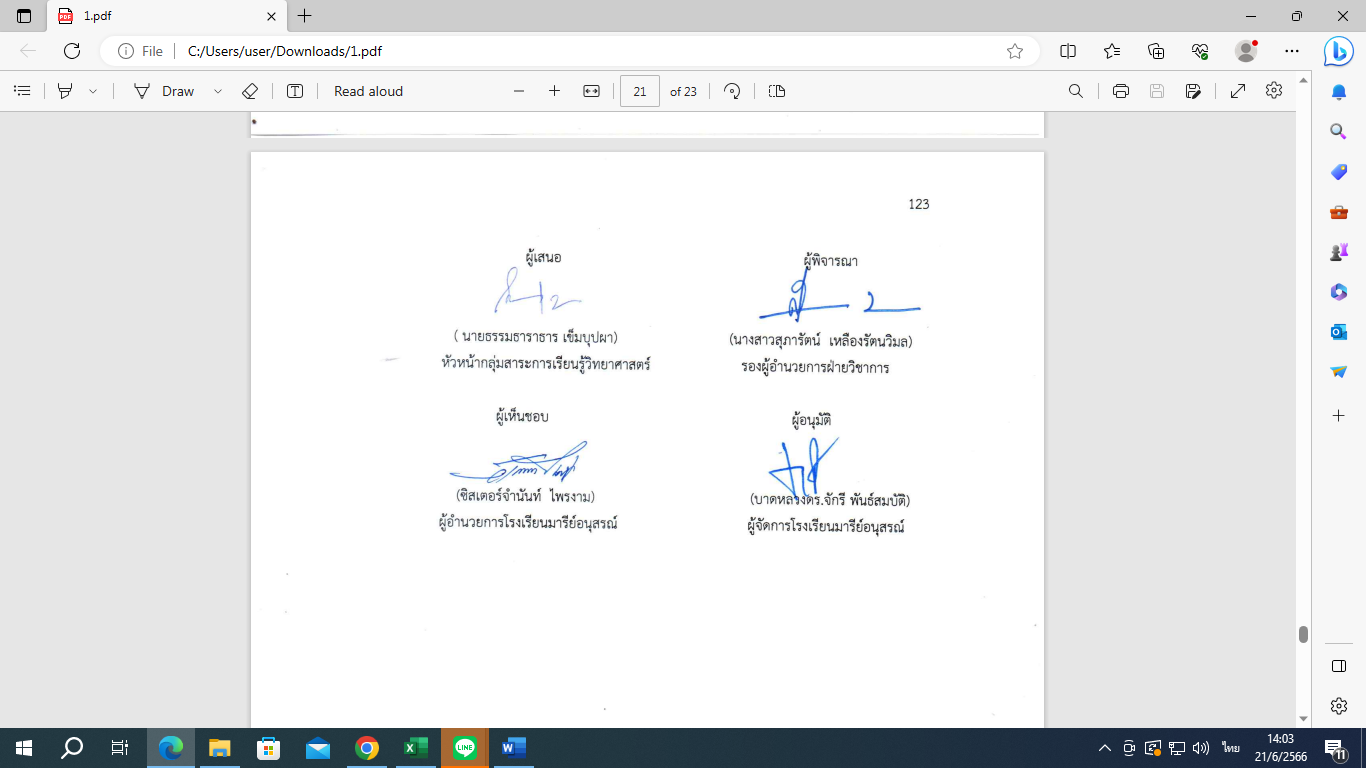 1.pdf
File
C:/Users/user/Downloads/1.pdf
Draw
Read aloud
21
of 23
123
ผู้เสนอ
ผู้พิจารณา
( นายธรรมธาราธาร เข็มบุปผา)
(นางสาวสุภารัตน์ เหลืองรัตนวิมล)
หัวหน้ากลุ่มสาระการเรียนรู้วิทยาศาสตร์
รองผู้อำนวยการฝ่ายวิชาการ
ผู้เห็นชอบ
ผู้อนุมัติ
(ซิสเตอร์จำนันท์ ไพรงาม)
(บาดหลวงดร.จักรี พันธ์สมบัติ)
ผู้อำนวยการโรงเรียนมารีย์อนุสรณ์
ผู้จัดการโรงเรียนมารีย์อนุสรณ์
LINE
ไทย
14:03
21/6/2566
11